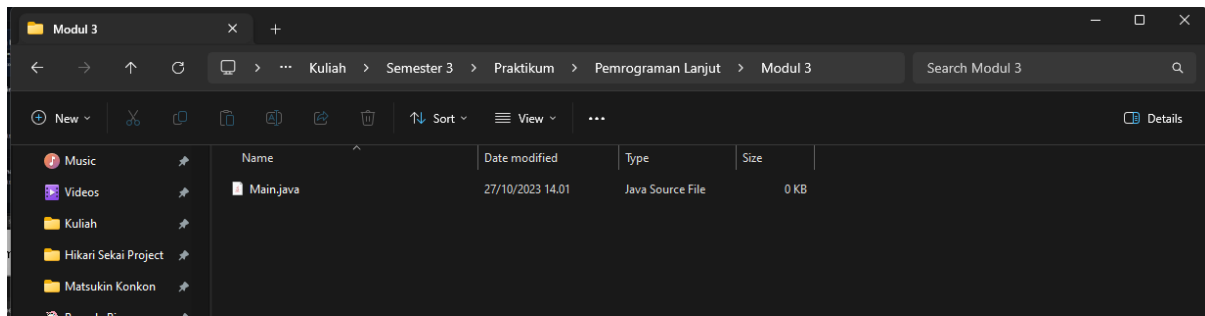 Modul 3
Kuliah > Semester 3 > Praktikum > Pemrograman Lanjut > Modul 3
Search Modul 3
New
Sort
View
Details
Music
Videos
Kuliah
Hikari Sekai Project
Matsukin Konkon
Name Date modified Type Size
Main.java 27/10/2023 14.01 Java Source File 0 KB